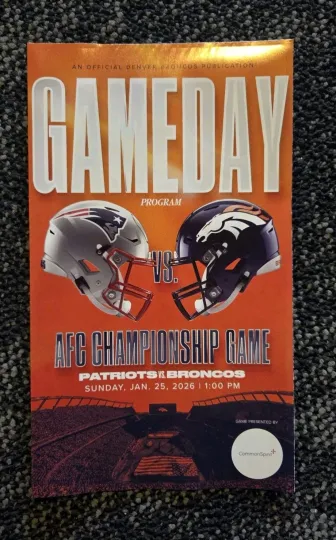 AN OFFICIAL DENVER BRONCOS PUBLICATION
GAMEDAY
PROGRAM
VS.
AFC CHAMPIONSHIP GAME
PATRIOTS VS. BRONCOS
SUNDAY, JAN. 25, 2026 | 1:00 PM
GAME PRESENTED BY
CommonSpirit